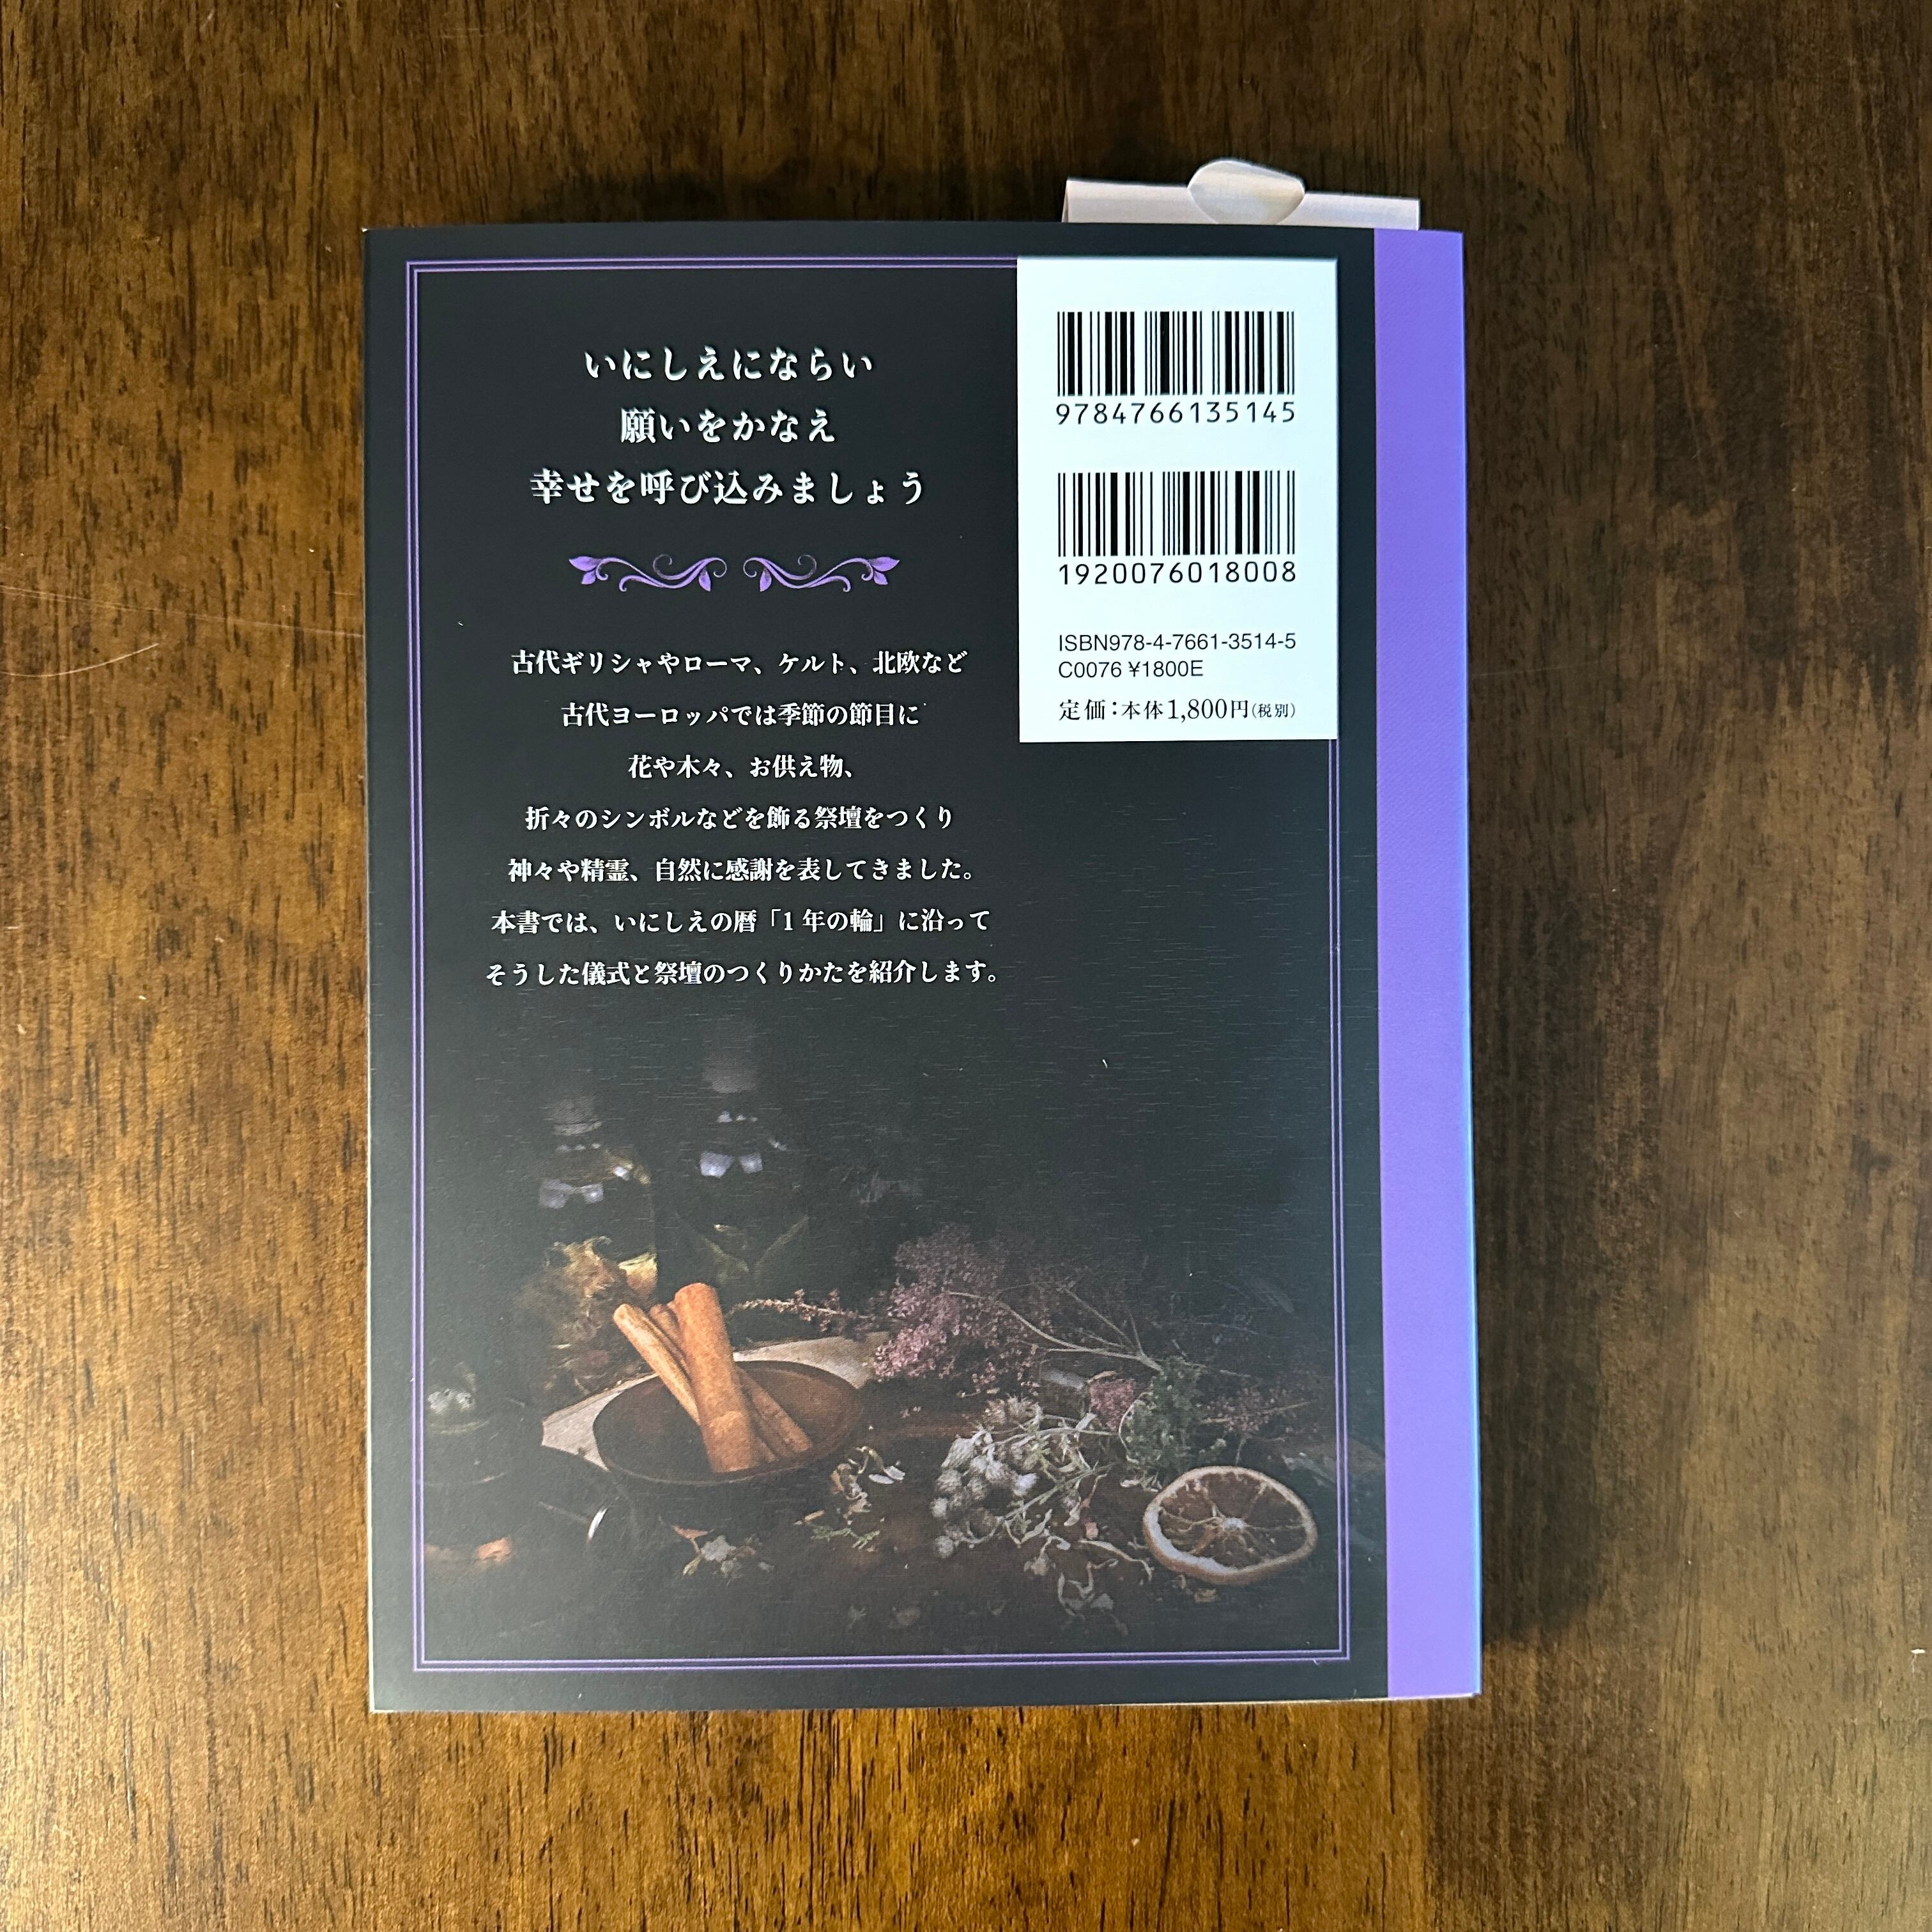 いにしえにならい
願いをかなえ
幸せを呼び込みましょう
古代ギリシャやローマ、ケルト、北欧など
古代ヨーロッパでは季節の節目に
花や木々、お供え物、
折々のシンボルなどを飾る祭壇をつくり
神々や精霊、自然に感謝を表してきました。
本書では、いにしえの暦「1年の輪」に沿って
そうした儀式と祭壇のつくりかたを紹介します。
9784766135145
1920076018008
ISBN978-4-7661-3514-5
C0076 ¥1800E
定価：本体1,800円(税別)